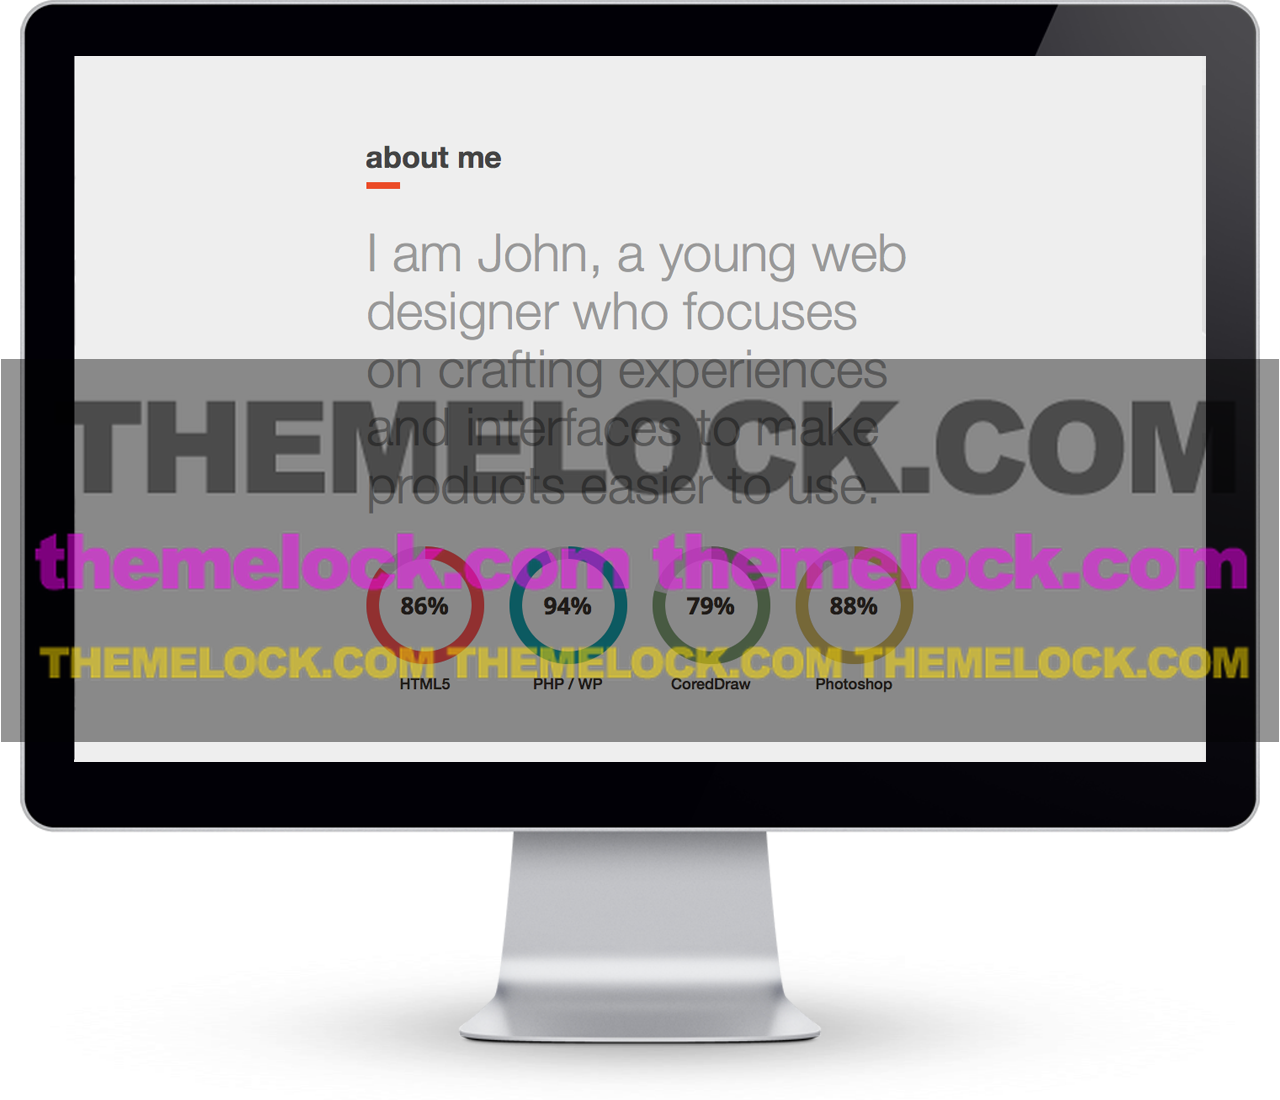 about me
I am John, a young web
designer who focuses
on crafting experiences
and interfaces to make
products easier to use.
THEMELOCK.COM
themelock.com themelock.com
86% 94% 79% 88%
THEMELOCK.COM THEMELOCK.COM THEMELOCK.COM
HTML5 PHP / WP CoredDraw Photoshop